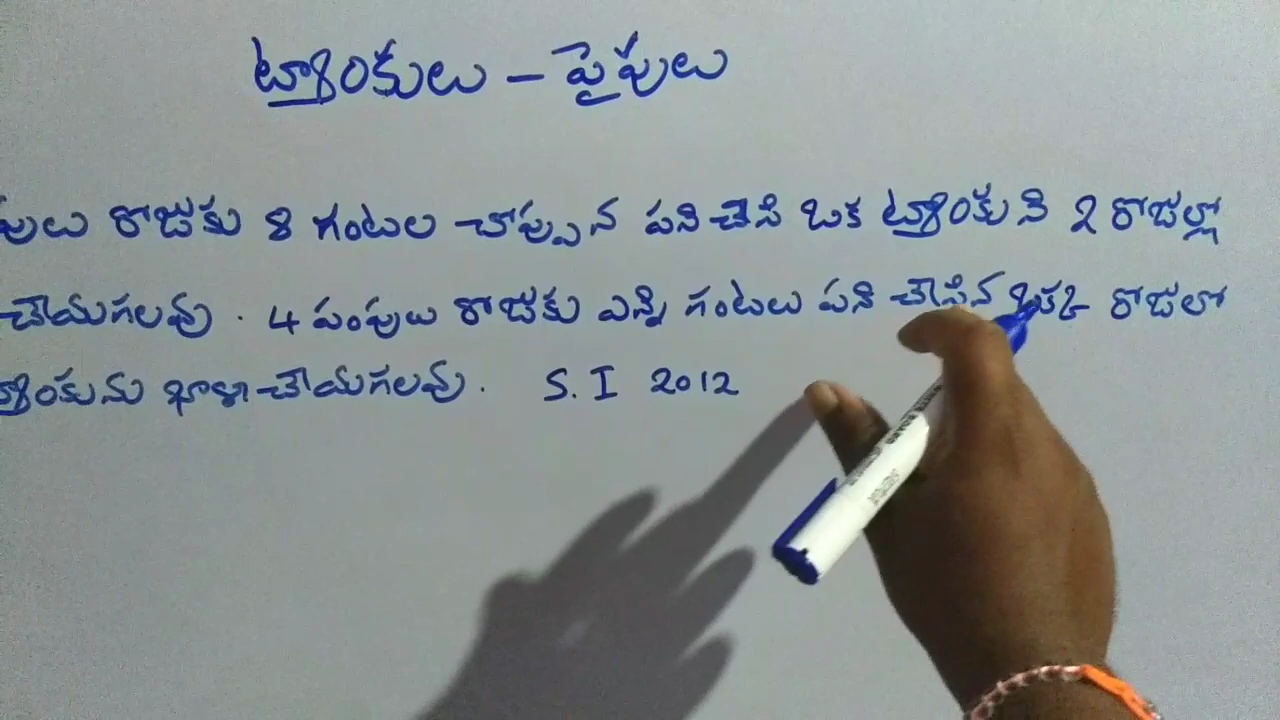 ట్యాంకులు - పైపులు
పులు రోజుకు 8 గంటల చొప్పున పనిచేసి ఒక ట్యాంకుని 2 రోజుల్లో
చేయగలవు. 4 పంపులు రోజుకు ఎన్ని గంటలు పని చేసిన రోజులో
్యాంకును ఖాళీ చేయగలవు. S.I 2012